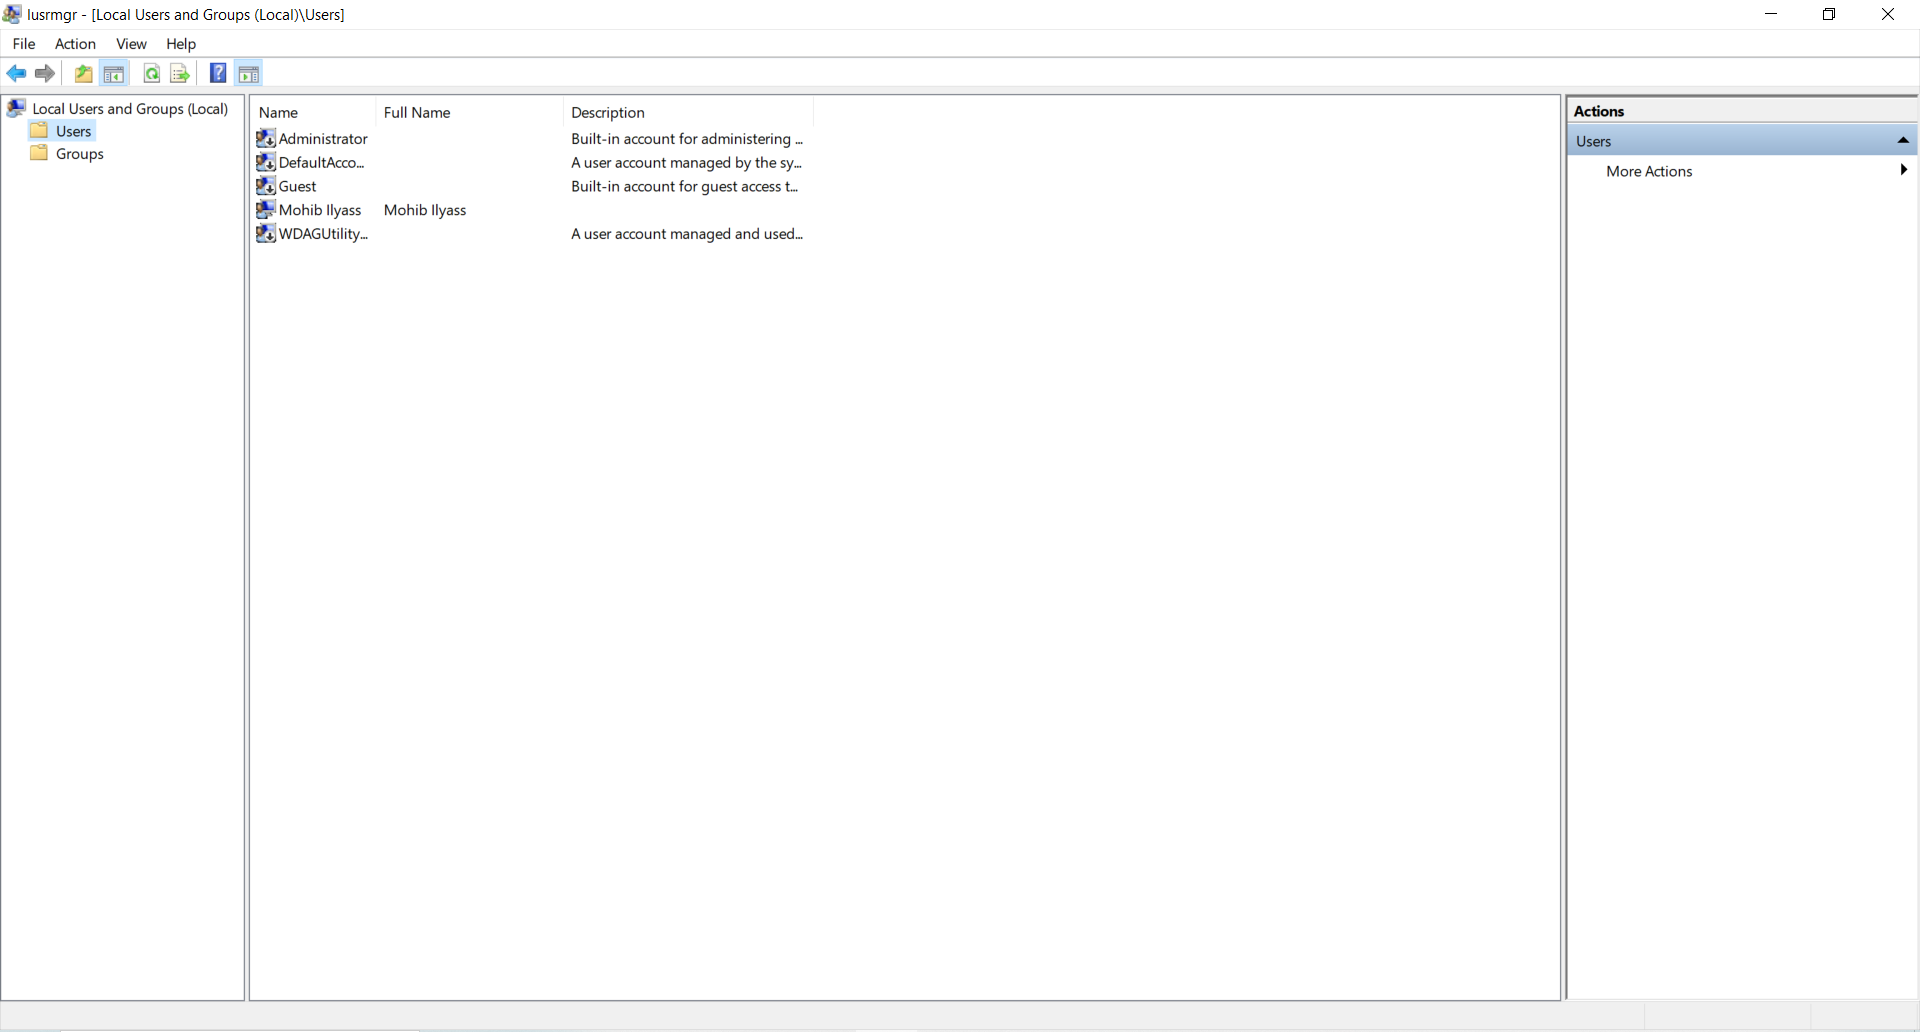 lusrmgr - [Local Users and Groups (Local)\Users]
File Action View Help
Local Users and Groups (Local)
Users
Groups
Name Full Name Description
Administrator Built-in account for administering ...
DefaultAcco... A user account managed by the sy...
Guest Built-in account for guest access t...
Mohib Ilyass Mohib Ilyass
WDAGUtility... A user account managed and used...
Actions
Users
More Actions